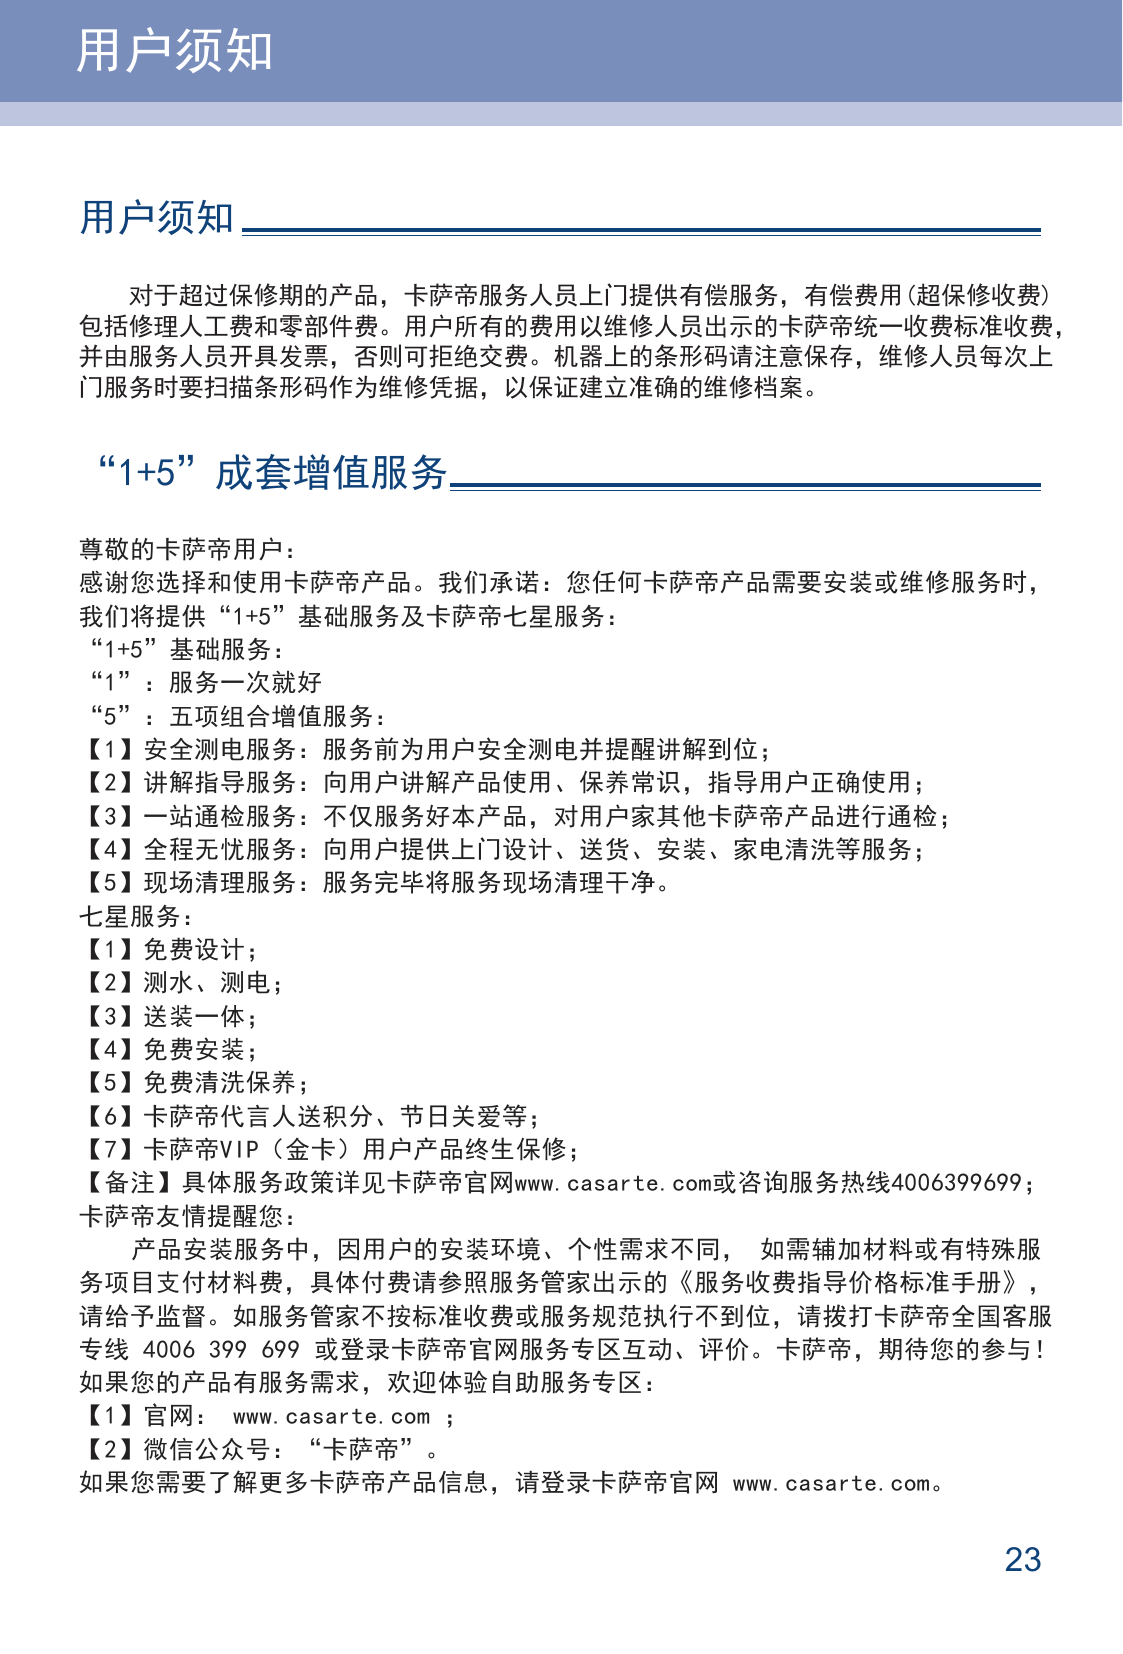 用户须知
用户须知
对于超过保修期的产品，卡萨帝服务人员上门提供有偿服务，有偿费用(超保修收费)
包括修理人工费和零部件费。用户所有的费用以维修人员出示的卡萨帝统一收费标准收费，
并由服务人员开具发票，否则可拒绝交费。机器上的条形码请注意保存，维修人员每次上
门服务时要扫描条形码作为维修凭据，以保证建立准确的维修档案。
“1+5”成套增值服务
尊敬的卡萨帝用户：
感谢您选择和使用卡萨帝产品。我们承诺：您任何卡萨帝产品需要安装或维修服务时，
我们将提供“1+5”基础服务及卡萨帝七星服务：
“1+5”基础服务：
“1”：服务一次就好
“5”：五项组合增值服务：
【1】安全测电服务：服务前为用户安全测电并提醒讲解到位；
【2】讲解指导服务：向用户讲解产品使用、保养常识，指导用户正确使用；
【3】一站通检服务：不仅服务好本产品，对用户家其他卡萨帝产品进行通检；
【4】全程无忧服务：向用户提供上门设计、送货、安装、家电清洗等服务；
【5】现场清理服务：服务完毕将服务现场清理干净。
七星服务：
【1】免费设计；
【2】测水、测电；
【3】送装一体；
【4】免费安装；
【5】免费清洗保养；
【6】卡萨帝代言人送积分、节日关爱等；
【7】卡萨帝VIP（金卡）用户产品终生保修；
【备注】具体服务政策详见卡萨帝官网www.casarte.com或咨询服务热线4006399699；
卡萨帝友情提醒您：
产品安装服务中，因用户的安装环境、个性需求不同， 如需辅加材料或有特殊服
务项目支付材料费，具体付费请参照服务管家出示的《服务收费指导价格标准手册》，
请给予监督。如服务管家不按标准收费或服务规范执行不到位，请拨打卡萨帝全国客服
专线 4006 399 699 或登录卡萨帝官网服务专区互动、评价。卡萨帝，期待您的参与！
如果您的产品有服务需求，欢迎体验自助服务专区：
【1】官网： www.casarte.com ；
【2】微信公众号：“卡萨帝”。
如果您需要了解更多卡萨帝产品信息，请登录卡萨帝官网 www.casarte.com。
23